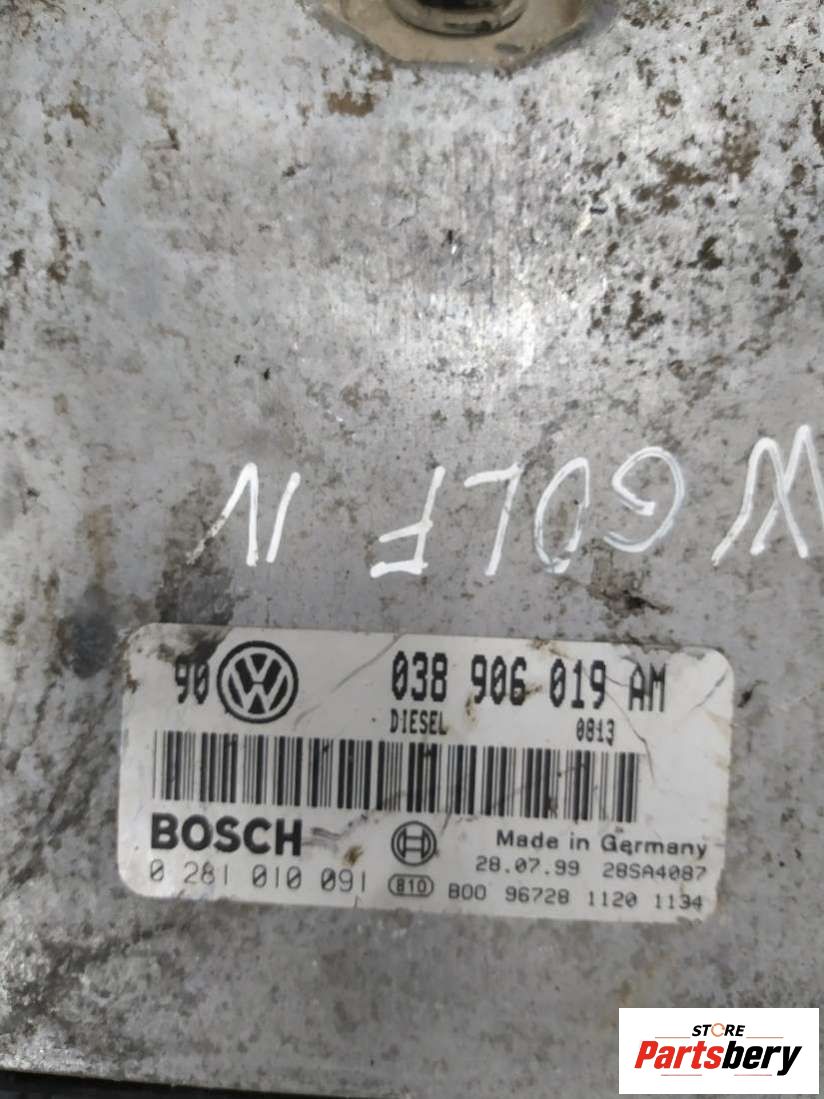 W GOLF IV
90 VW 038 906 019 AM
DIESEL 0813
BOSCH Made in Germany
28.07.99 28SA4087
0 281 010 091 810 B00 96728 1120 1134
STORE
Partsbery